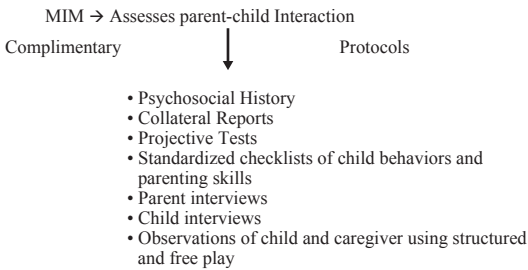 MIM → Assesses parent-child Interaction
Complimentary Protocols
• Psychosocial History
• Collateral Reports
• Projective Tests
• Standardized checklists of child behaviors and
parenting skills
• Parent interviews
• Child interviews
• Observations of child and caregiver using structured
and free play